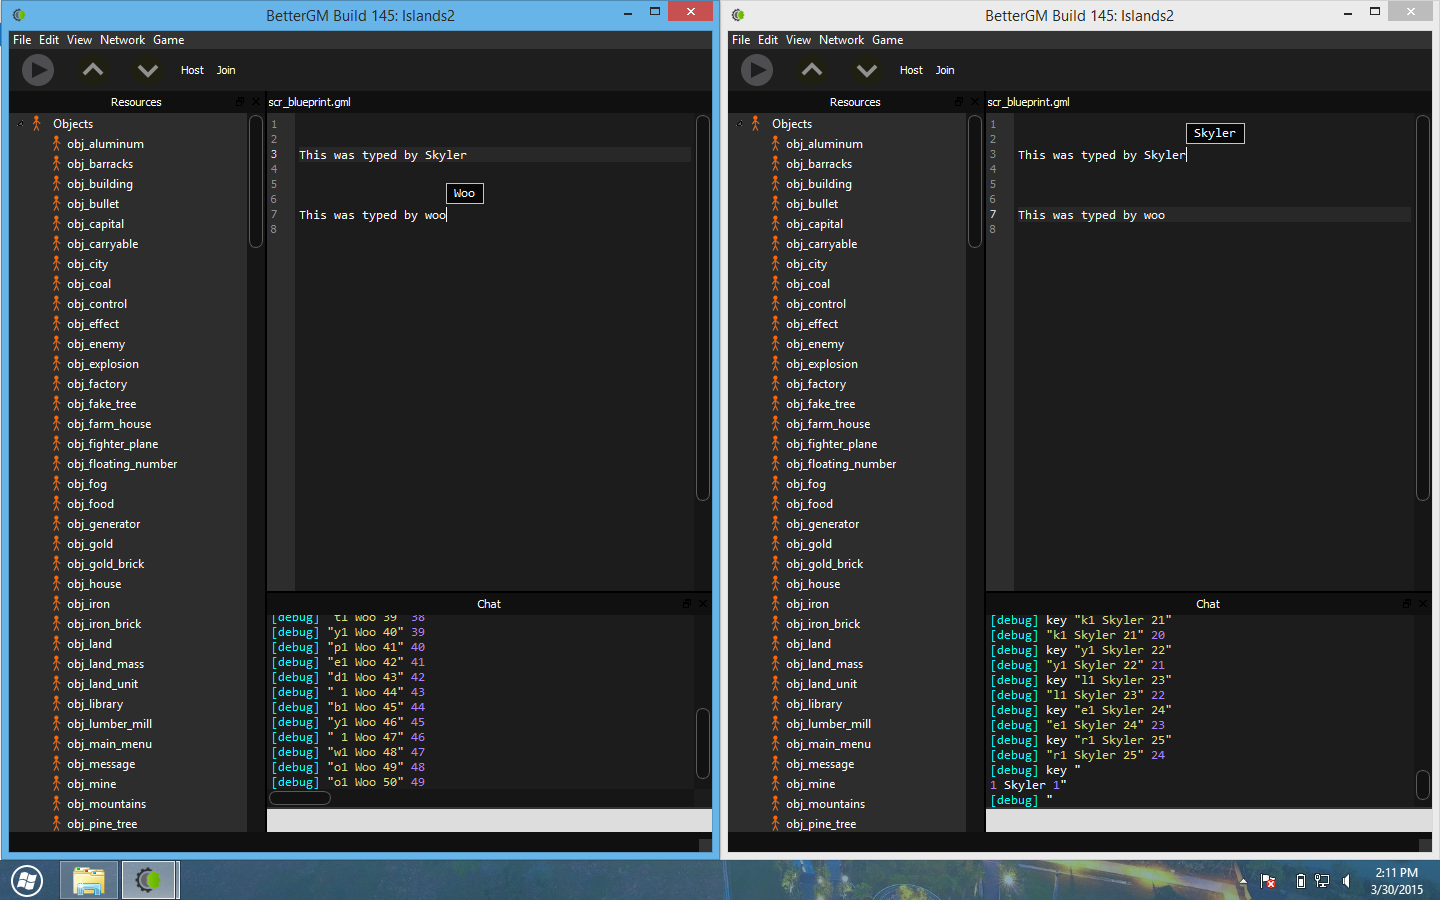 BetterGM Build 145: Islands2
File Edit View Network Game
Host Join
Resources
Objects
obj_aluminum
obj_barracks
obj_building
obj_bullet
obj_capital
obj_carryable
obj_city
obj_coal
obj_control
obj_effect
obj_enemy
obj_explosion
obj_factory
obj_fake_tree
obj_farm_house
obj_fighter_plane
obj_floating_number
obj_fog
obj_food
obj_generator
obj_gold
obj_gold_brick
obj_house
obj_iron
obj_iron_brick
obj_land
obj_land_mass
obj_land_unit
obj_library
obj_lumber_mill
obj_main_menu
obj_message
obj_mine
obj_mountains
obj_pine_tree
scr_blueprint.gml
1
2
3 This was typed by Skyler
4
5
Woo
6
7 This was typed by woo
8
Chat
[debug] "t1 Woo 39" 38
[debug] "y1 Woo 40" 39
[debug] "p1 Woo 41" 40
[debug] "e1 Woo 42" 41
[debug] "d1 Woo 43" 42
[debug] " 1 Woo 44" 43
[debug] "b1 Woo 45" 44
[debug] "y1 Woo 46" 45
[debug] " 1 Woo 47" 46
[debug] "w1 Woo 48" 47
[debug] "o1 Woo 49" 48
[debug] "o1 Woo 50" 49
BetterGM Build 145: Islands2
File Edit View Network Game
Host Join
Resources
Objects
obj_aluminum
obj_barracks
obj_building
obj_bullet
obj_capital
obj_carryable
obj_city
obj_coal
obj_control
obj_effect
obj_enemy
obj_explosion
obj_factory
obj_fake_tree
obj_farm_house
obj_fighter_plane
obj_floating_number
obj_fog
obj_food
obj_generator
obj_gold
obj_gold_brick
obj_house
obj_iron
obj_iron_brick
obj_land
obj_land_mass
obj_land_unit
obj_library
obj_lumber_mill
obj_main_menu
obj_message
obj_mine
obj_mountains
obj_pine_tree
scr_blueprint.gml
1
Skyler
2
3 This was typed by Skyler
4
5
6
7 This was typed by woo
8
Chat
[debug] key "k1 Skyler 21"
[debug] "k1 Skyler 21" 20
[debug] key "y1 Skyler 22"
[debug] "y1 Skyler 22" 21
[debug] key "l1 Skyler 23"
[debug] "l1 Skyler 23" 22
[debug] key "e1 Skyler 24"
[debug] "e1 Skyler 24" 23
[debug] key "r1 Skyler 25"
[debug] "r1 Skyler 25" 24
[debug] key "
1 Skyler 1"
[debug] "
2:11 PM
3/30/2015